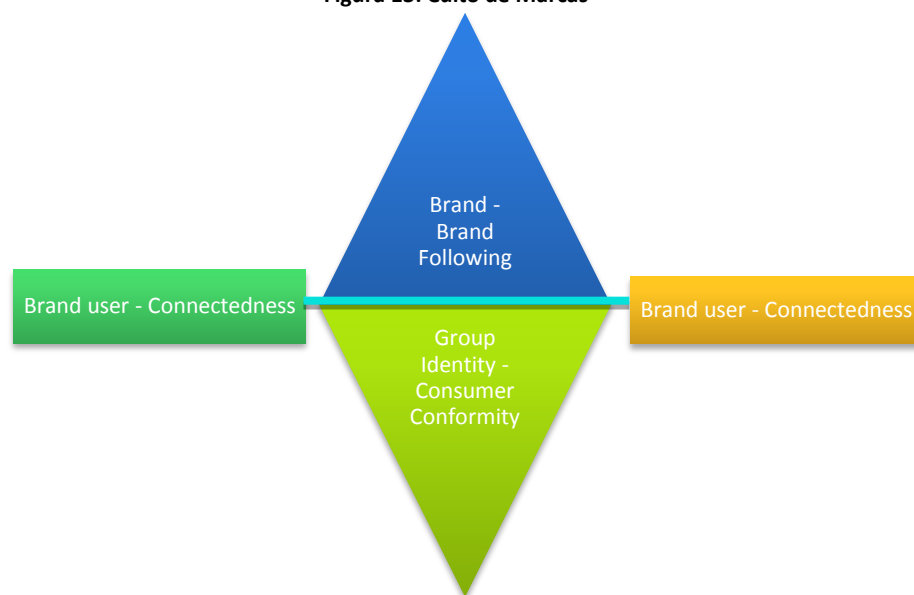 Brand -
Brand
Following
Brand user - Connectedness
Brand user - Connectedness
Group
Identity -
Consumer
Conformity